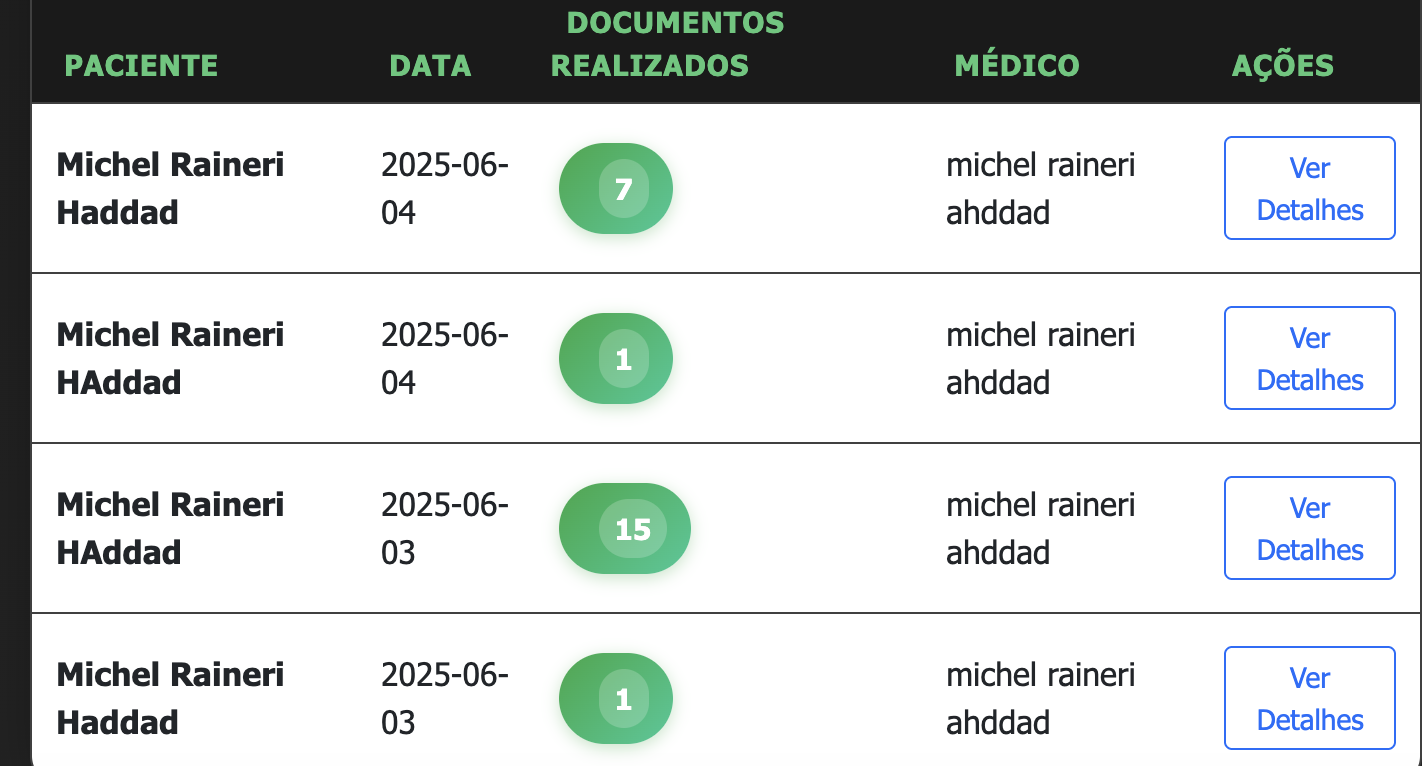 DOCUMENTOS
PACIENTE DATA REALIZADOS MÉDICO AÇÕES
Michel Raineri 2025-06- 7 michel raineri Ver
Haddad 04 ahddad Detalhes
Michel Raineri 2025-06- 1 michel raineri Ver
HAddad 04 ahddad Detalhes
Michel Raineri 2025-06- 15 michel raineri Ver
HAddad 03 ahddad Detalhes
Michel Raineri 2025-06- 1 michel raineri Ver
Haddad 03 ahddad Detalhes